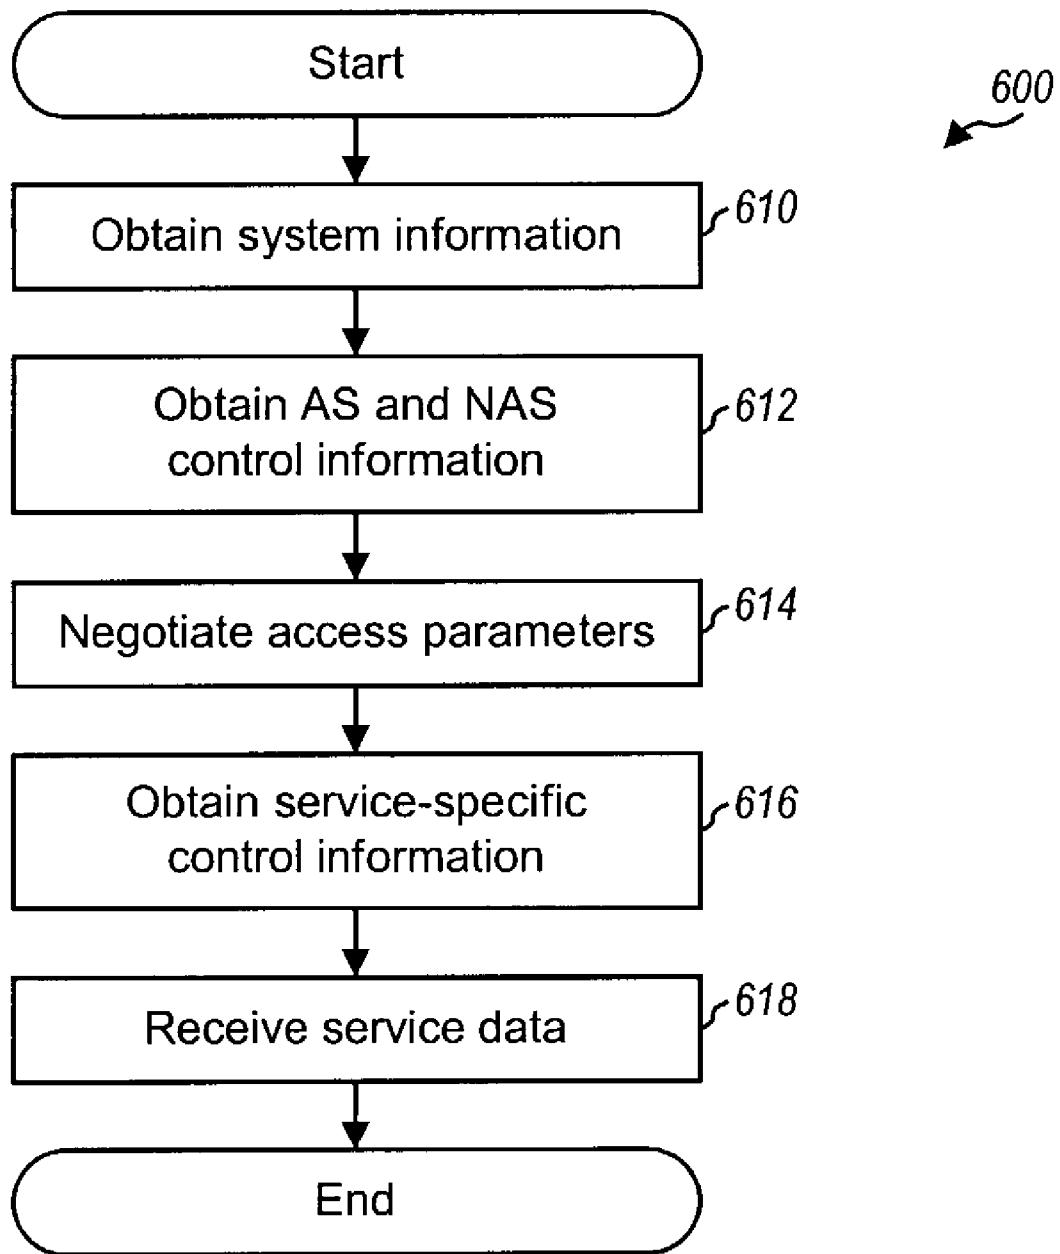 Start
600
Obtain system information
610
Obtain AS and NAS
control information
612
Negotiate access parameters
614
Obtain service-specific
control information
616
Receive service data
618
End